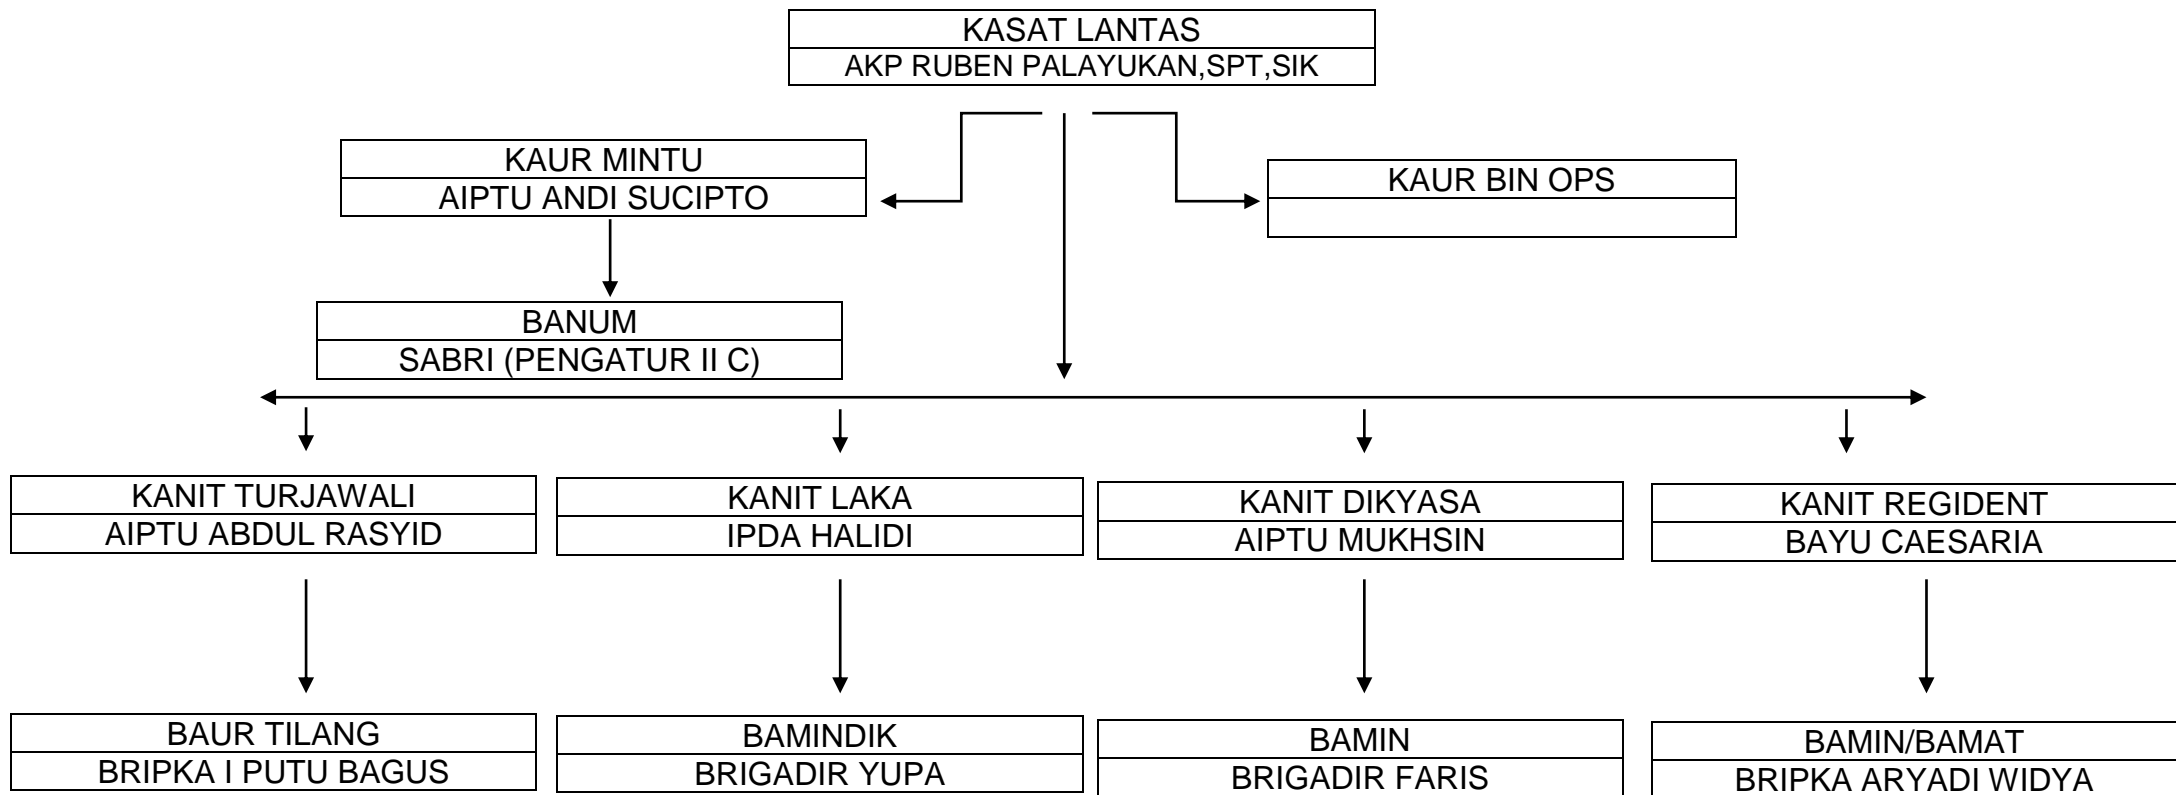 KASAT LANTAS
AKP RUBEN PALAYUKAN,SPT,SIK
KAUR MINTU
AIPTU ANDI SUCIPTO
KAUR BIN OPS
BANUM
SABRI (PENGATUR II C)
KANIT TURJAWALI
AIPTU ABDUL RASYID
KANIT LAKA
IPDA HALIDI
KANIT DIKYASA
AIPTU MUKHSIN
KANIT REGIDENT
BAYU CAESARIA
BAUR TILANG
BRIPKA I PUTU BAGUS
BAMINDIK
BRIGADIR YUPA
BAMIN
BRIGADIR FARIS
BAMIN/BAMAT
BRIPKA ARYADI WIDYA